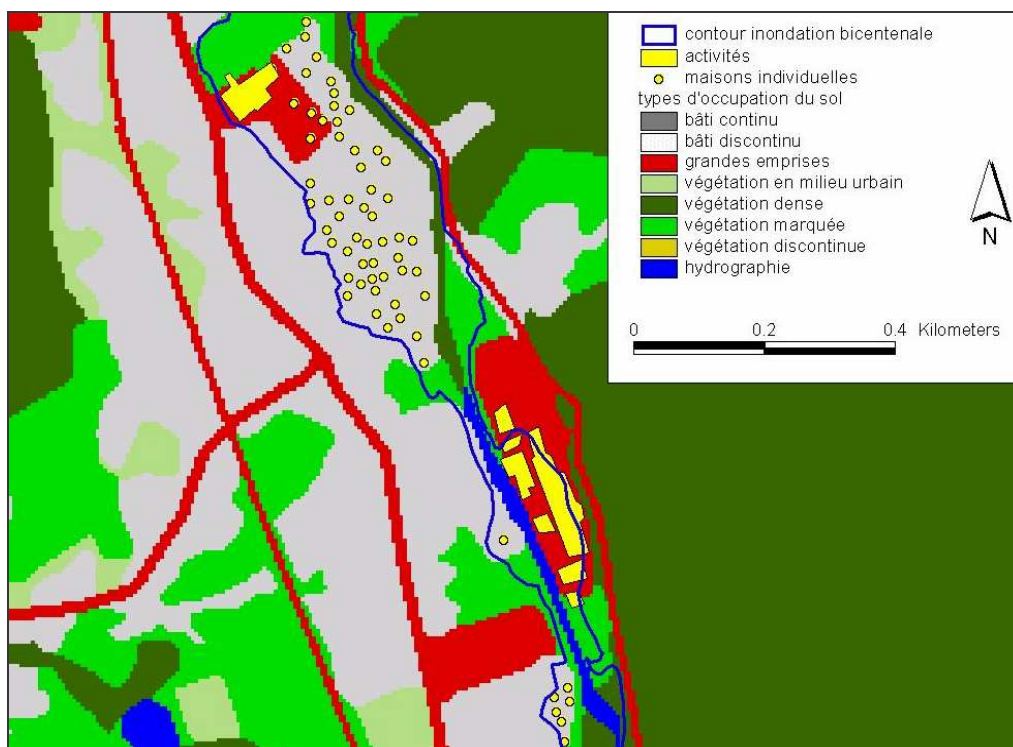 contour inondation bicentenale
activités
maisons individuelles
types d'occupation du sol
bâti continu
bâti discontinu
grandes emprises
végétation en milieu urbain
végétation dense
végétation marquée
végétation discontinue
hydrographie
N
0 0.2 0.4 Kilometers